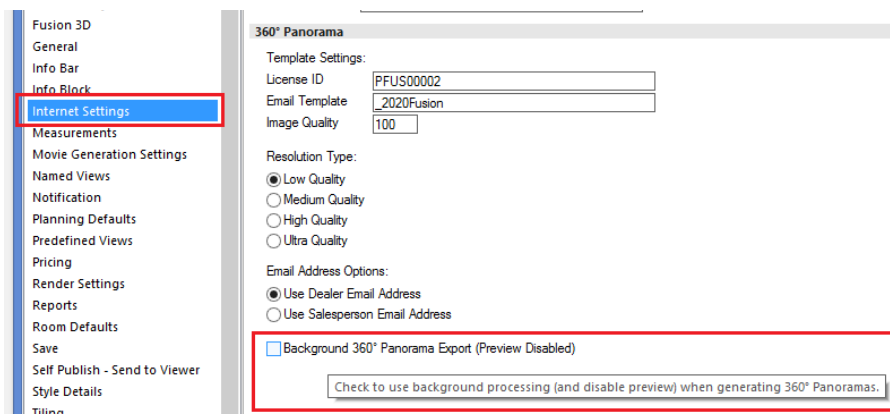 Fusion 3D
General
Info Bar
Info Block
Internet Settings
Measurements
Movie Generation Settings
Named Views
Notification
Planning Defaults
Predefined Views
Pricing
Render Settings
Reports
Room Defaults
Save
Self Publish - Send to Viewer
Style Details
Tiling
360° Panorama
Template Settings:
License ID PFUS00002
Email Template _2020Fusion
Image Quality 100
Resolution Type:
Low Quality
Medium Quality
High Quality
Ultra Quality
Email Address Options:
Use Dealer Email Address
Use Salesperson Email Address
Background 360° Panorama Export (Preview Disabled)
Check to use background processing (and disable preview) when generating 360° Panoramas.